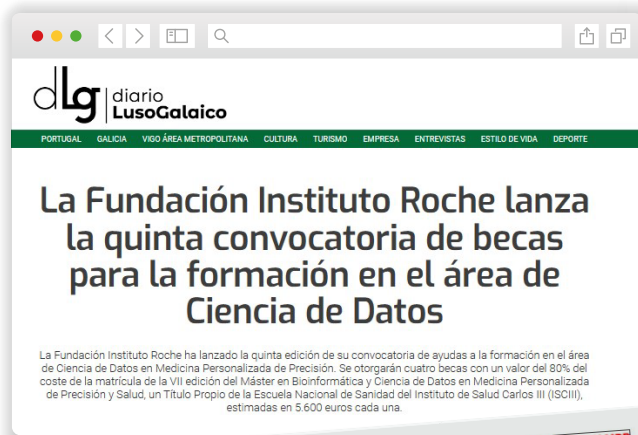 dlg diario
LusoGalaico
PORTUGAL GALICIA VIGO ÁREA METROPOLITANA CULTURA TURISMO EMPRESA ENTREVISTAS ESTILO DE VIDA DEPORTE
La Fundación Instituto Roche lanza
la quinta convocatoria de becas
para la formación en el área de
Ciencia de Datos
La Fundación Instituto Roche ha lanzado la quinta edición de su convocatoria de ayudas a la formación en el área
de Ciencia de Datos en Medicina Personalizada de Precisión. Se otorgarán cuatro becas con un valor del 80% del
coste de la matrícula de la VII edición del Máster en Bioinformática y Ciencia de Datos en Medicina Personalizada
de Precisión y Salud, un Título Propio de la Escuela Nacional de Sanidad del Instituto de Salud Carlos III (ISCIII),
estimadas en 5.600 euros cada una.